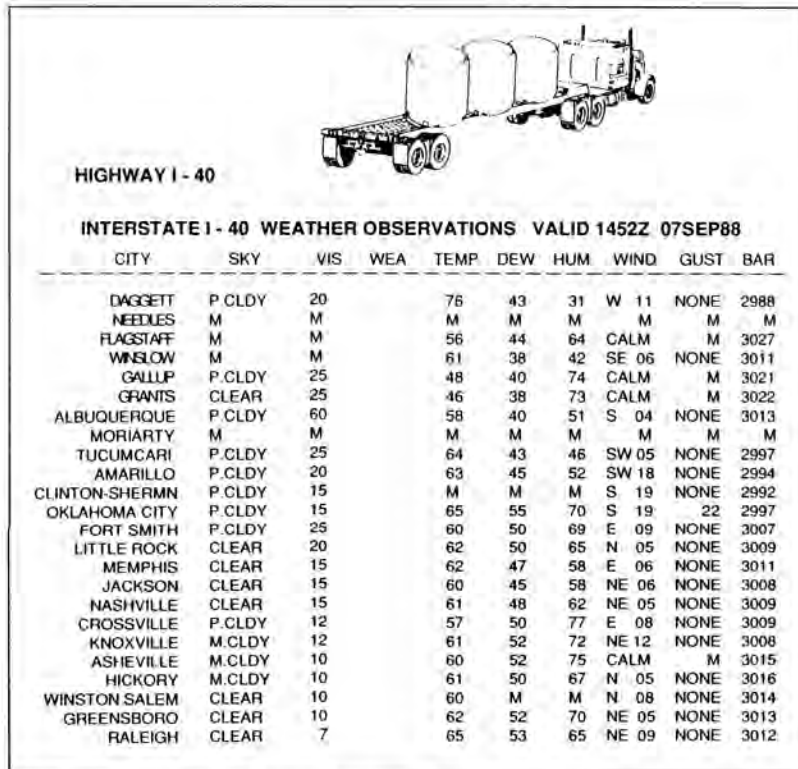 HIGHWAY I - 40
INTERSTATE I - 40 WEATHER OBSERVATIONS VALID 1452Z 07SEP88
CITY SKY VIS WEA TEMP DEW HUM WIND GUST BAR
DAGGETT P.CLDY 20 76 43 31 W 11 NONE 2988
NEEDLES M M M M M M M M
FLAGSTAFF M M 56 44 64 CALM M 3027
WINSLOW M M 61 38 42 SE 06 NONE 3011
GALLUP P.CLDY 25 48 40 74 CALM M 3021
GRANTS CLEAR 25 46 38 73 CALM M 3022
ALBUQUERQUE P.CLDY 60 58 40 51 S 04 NONE 3013
MORIARTY M M M M M M M M
TUCUMCARI P.CLDY 25 64 43 46 SW 05 NONE 2997
AMARILLO P.CLDY 20 63 45 52 SW 18 NONE 2994
CLINTON-SHERMN P.CLDY 15 M M M S 19 NONE 2992
OKLAHOMA CITY P.CLDY 15 65 55 70 S 19 22 2997
FORT SMITH P.CLDY 25 60 50 69 E 09 NONE 3007
LITTLE ROCK CLEAR 20 62 50 65 N 05 NONE 3009
MEMPHIS CLEAR 15 62 47 58 E 06 NONE 3011
JACKSON CLEAR 15 60 45 58 NE 06 NONE 3008
NASHVILLE CLEAR 15 61 48 62 NE 05 NONE 3009
CROSSVILLE P.CLDY 12 57 50 77 E 08 NONE 3009
KNOXVILLE M.CLDY 12 61 52 72 NE 12 NONE 3008
ASHEVILLE M.CLDY 10 60 52 75 CALM M 3015
HICKORY M.CLDY 10 61 50 67 N 05 NONE 3016
WINSTON SALEM CLEAR 10 60 M M N 08 NONE 3014
GREENSBORO CLEAR 10 62 52 70 NE 05 NONE 3013
RALEIGH CLEAR 7 65 53 65 NE 09 NONE 3012